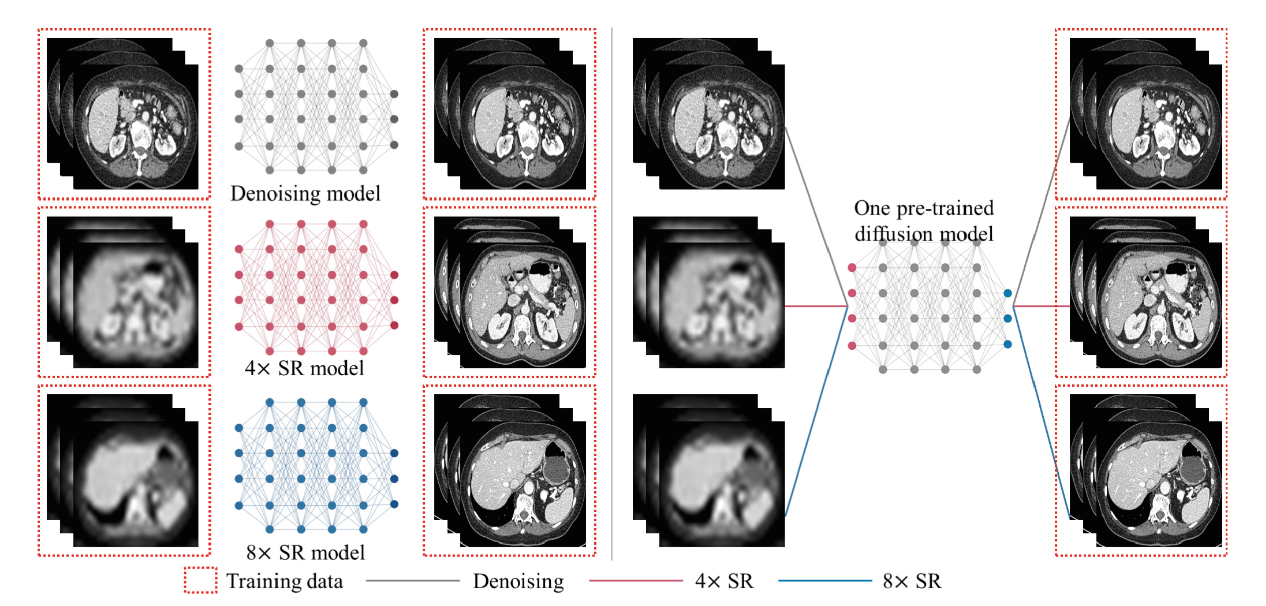 Denoising model
4× SR model
8× SR model
One pre-trained
diffusion model
Training data
Denoising
4× SR
8× SR